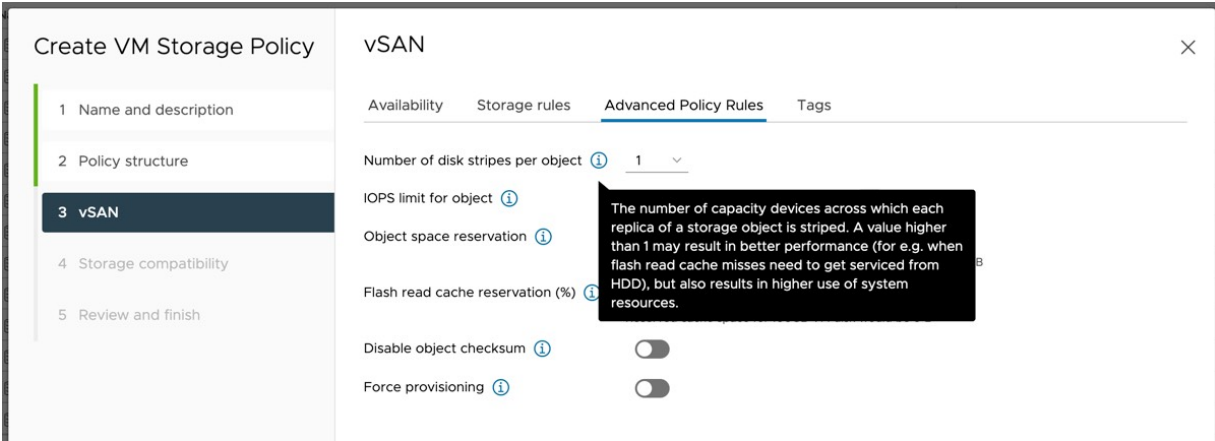 Create VM Storage Policy
1 Name and description
2 Policy structure
3 vSAN
4 Storage compatibility
5 Review and finish
vSAN
Availability Storage rules Advanced Policy Rules Tags
Number of disk stripes per object 1
IOPS limit for object
Object space reservation
Flash read cache reservation (%)
Disable object checksum
Force provisioning
The number of capacity devices across which each
replica of a storage object is striped. A value higher
than 1 may result in better performance (for e.g. when
flash read cache misses need to get serviced from
HDD), but also results in higher use of system
resources.
B